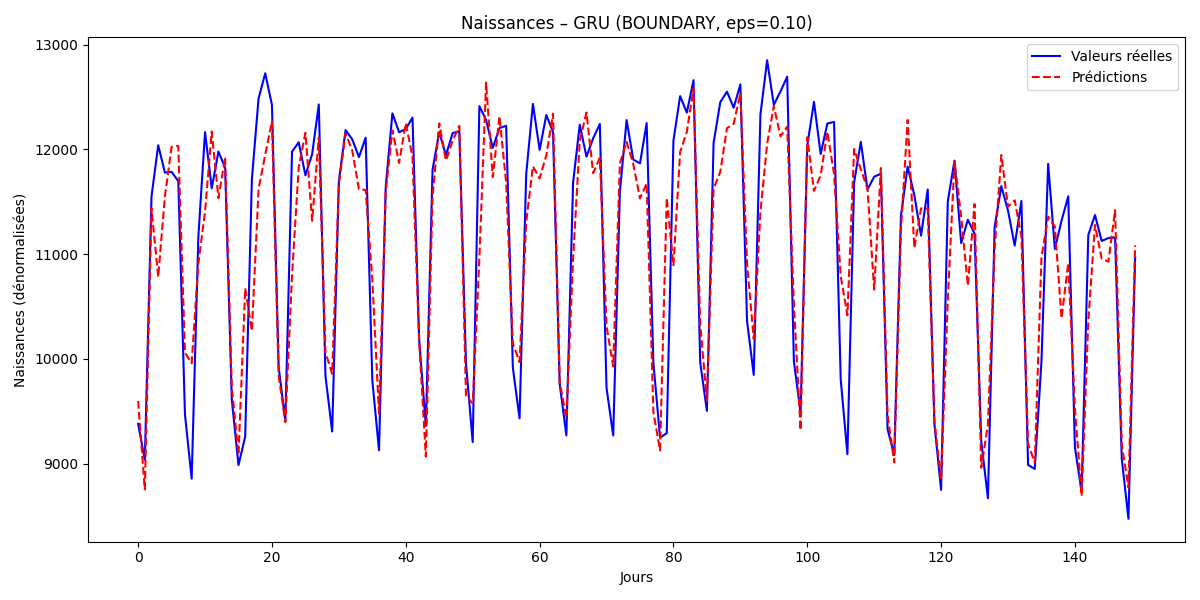 Naissances – GRU (BOUNDARY, eps=0.10)
Valeurs réelles
Prédictions
Naissances (dénormalisées)
13000
12000
11000
10000
9000
0
20
40
60
80
100
120
140
Jours